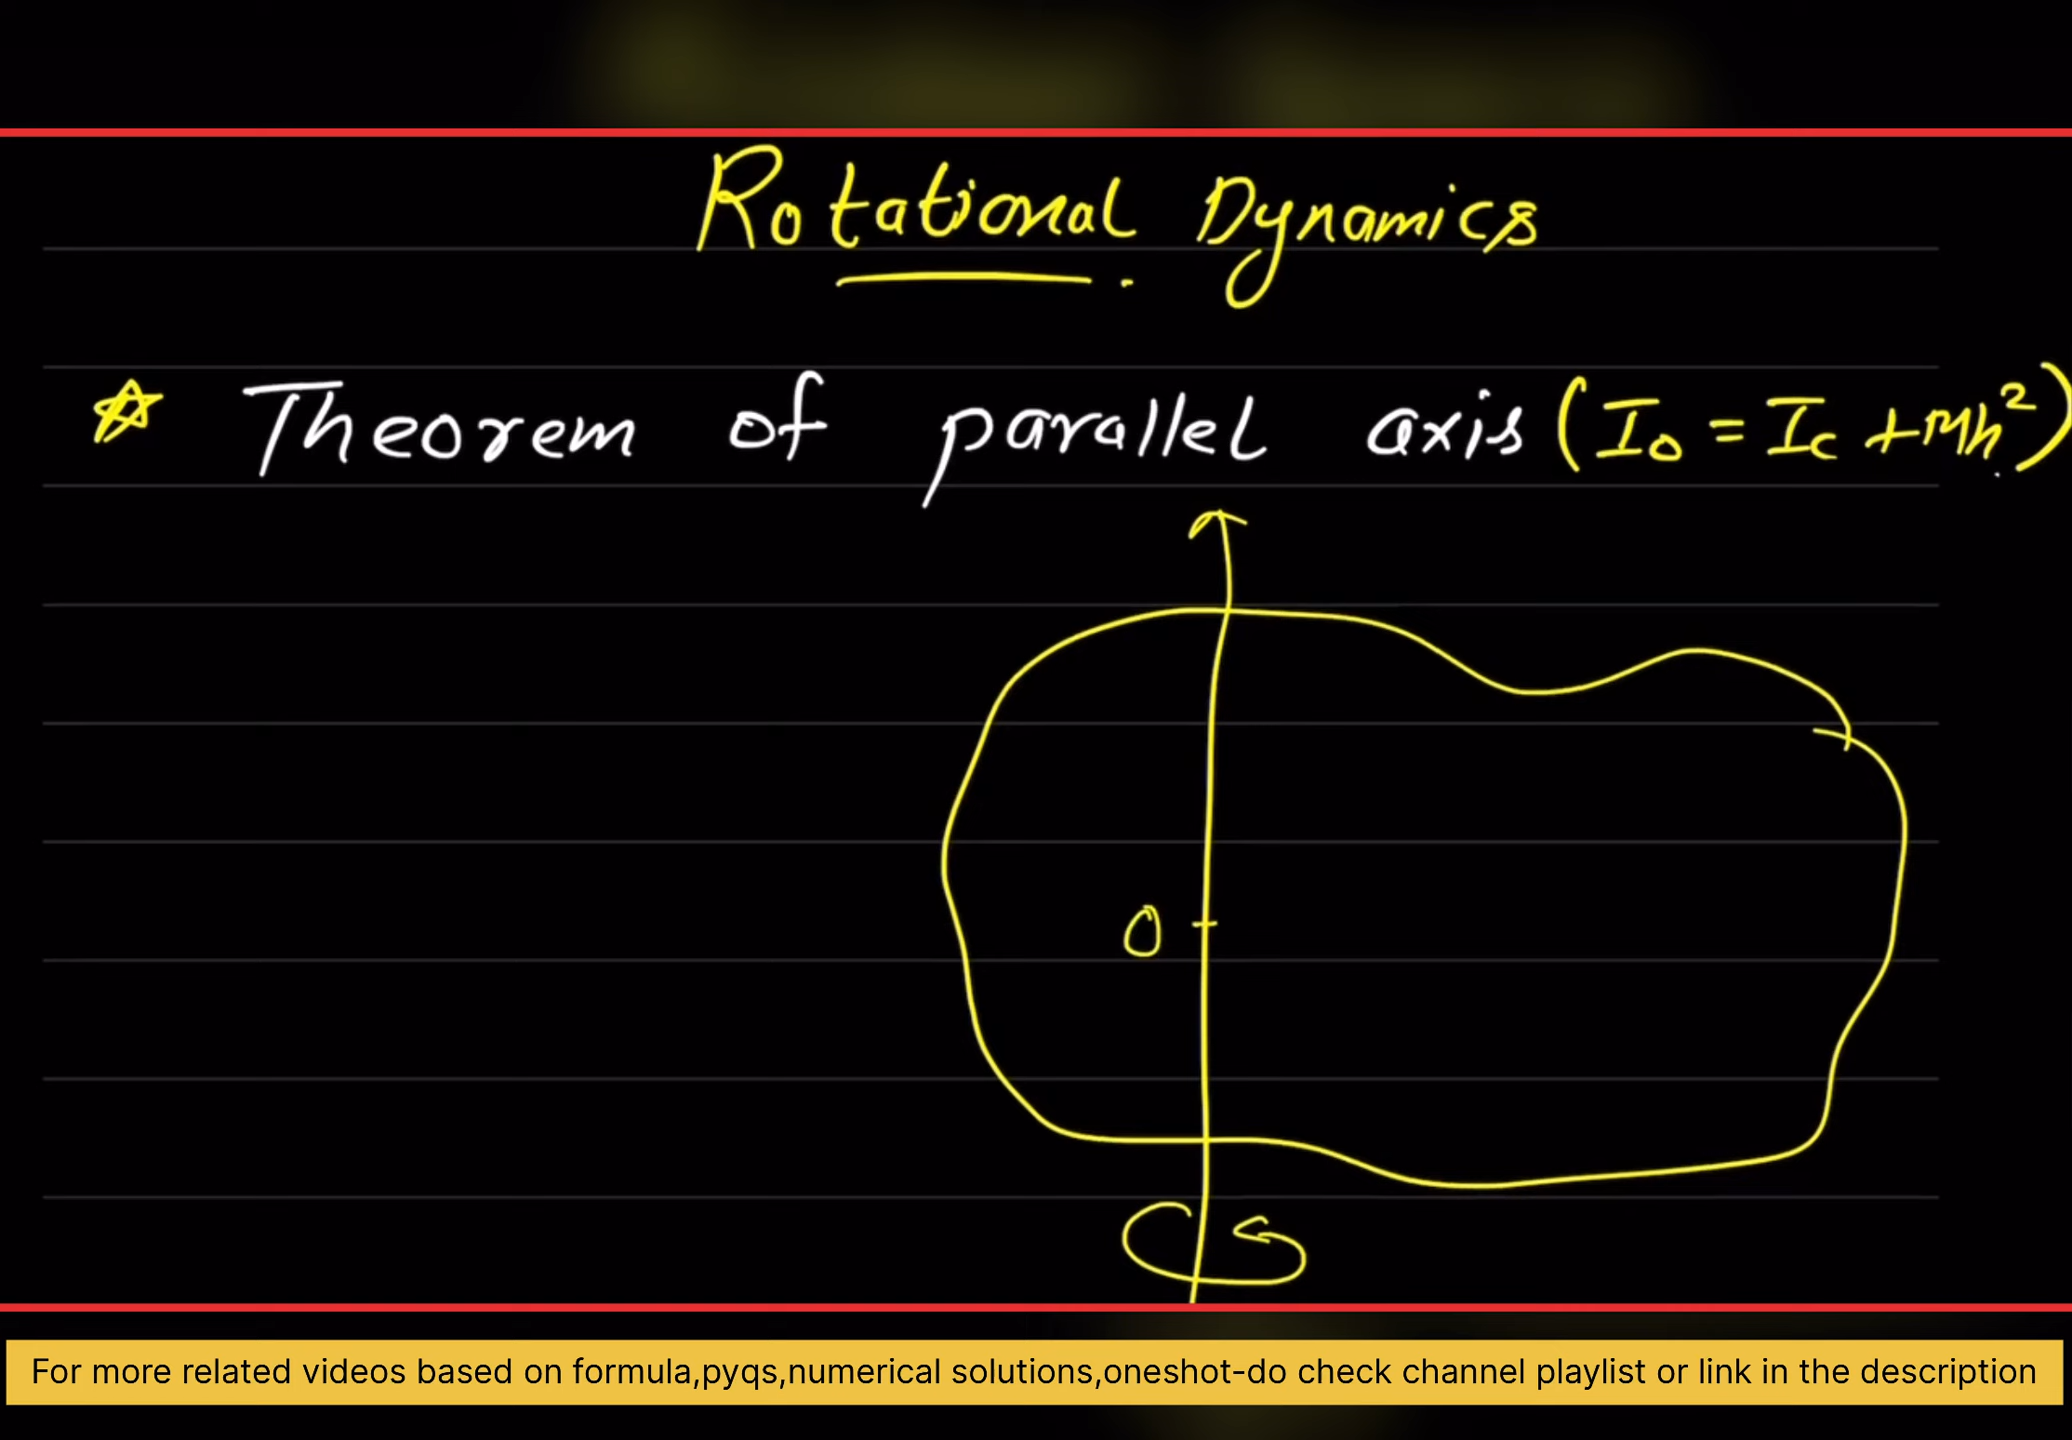 Rotational Dynamics
☆ Theorem of parallel axis (I₀ = I_c + Mh²)
O
For more related videos based on formula,pyqs,numerical solutions,oneshot-do check channel playlist or link in the description